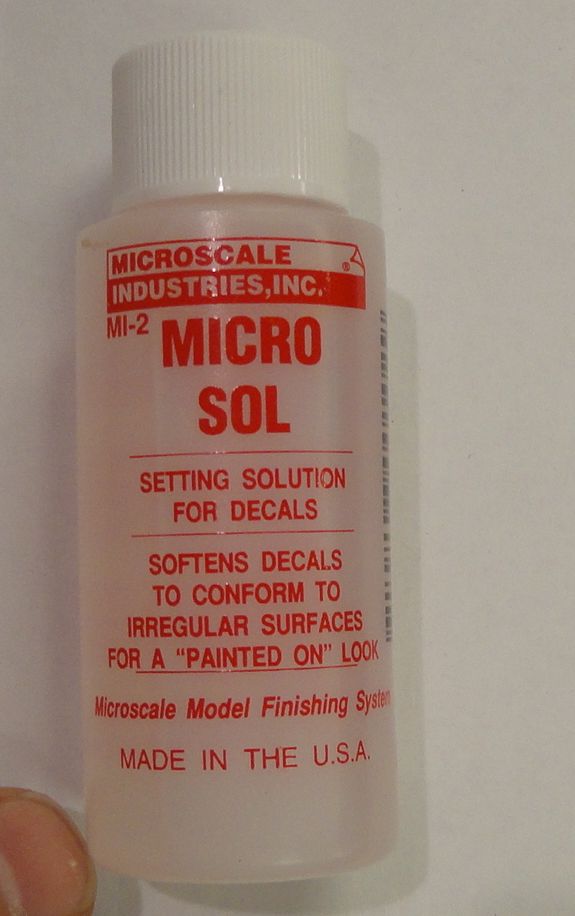 MICROSCALE
INDUSTRIES, INC. ®
MI-2
MICRO
SOL
SETTING SOLUTION
FOR DECALS
SOFTENS DECALS
TO CONFORM TO
IRREGULAR SURFACES
FOR A "PAINTED ON" LOOK
Microscale Model Finishing System
MADE IN THE U.S.A.